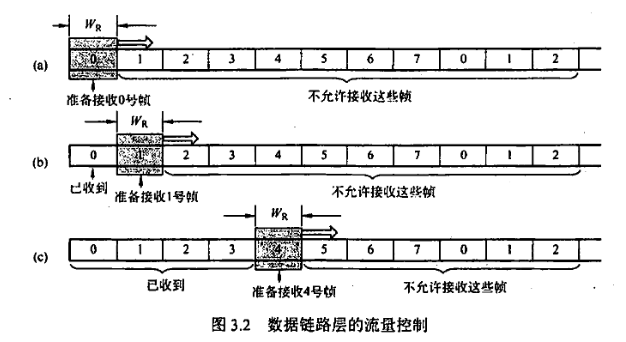 W_R
(a) 0 1 2 3 4 5 6 7 0 1 2
准备接收0号帧 不允许接收这些帧
W_R
(b) 0 1 2 3 4 5 6 7 0 1 2
已收到 准备接收1号帧 不允许接收这些帧
W_R
(c) 0 1 2 3 4 5 6 7 0 1 2
已收到 准备接收4号帧 不允许接收这些帧
图 3.2 数据链路层的流量控制